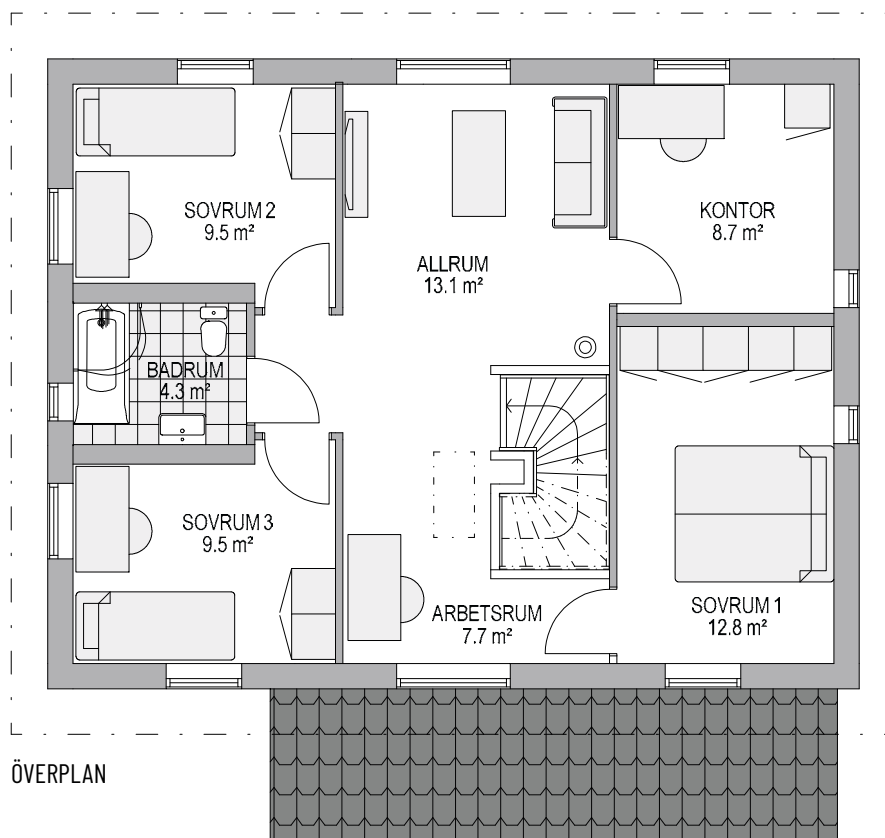 SOVRUM 2
9.5 m²
KONTOR
8.7 m²
ALLRUM
13.1 m²
BADRUM
4.3 m²
SOVRUM 3
9.5 m²
ARBETSRUM
7.7 m²
SOVRUM 1
12.8 m²
ÖVERPLAN